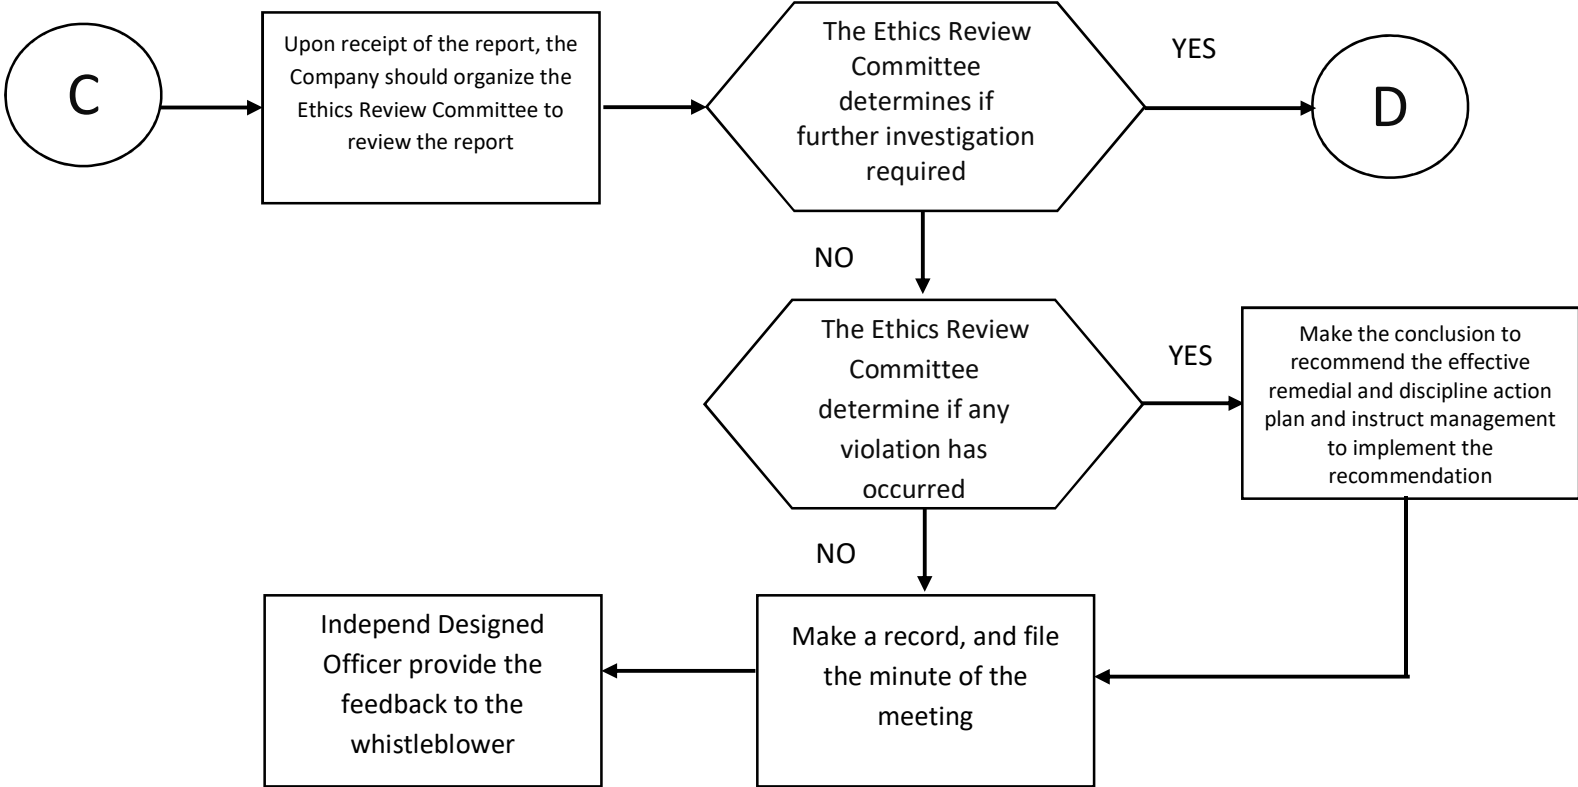 C
Upon receipt of the report, the
Company should organize the
Ethics Review Committee to
review the report
The Ethics Review
Committee
determines if
further investigation
required
YES
D
NO
The Ethics Review
Committee
determine if any
violation has
occurred
YES
Make the conclusion to
recommend the effective
remedial and discipline action
plan and instruct management
to implement the
recommendation
NO
Make a record, and file
the minute of the
meeting
Independ Designed
Officer provide the
feedback to the
whistleblower